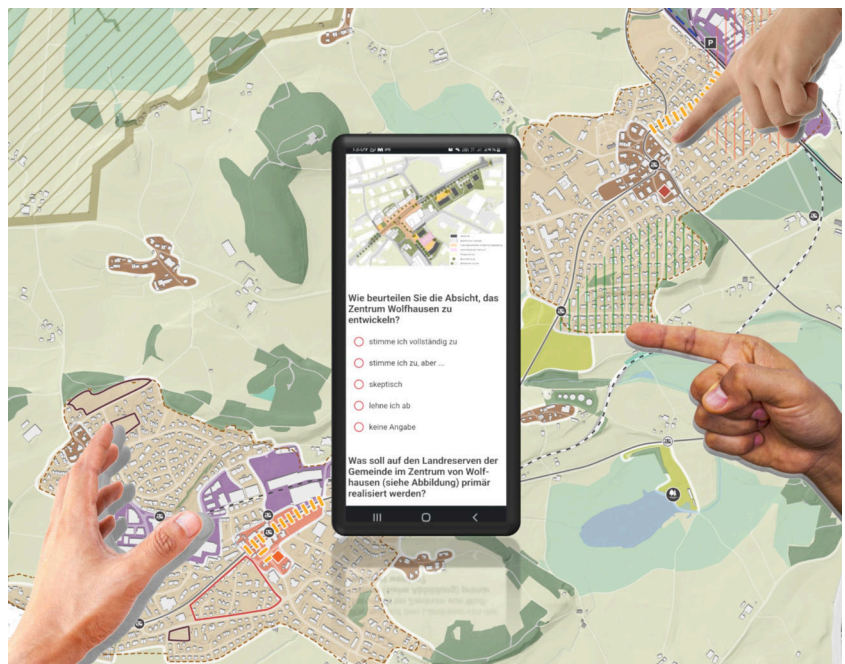 P
Wie beurteilen Sie die Absicht, das
Zentrum Wolfhausen zu
entwickeln?
stimme ich vollständig zu
stimme ich zu, aber ...
skeptisch
lehne ich ab
keine Angabe
Was soll auf den Landreserven der
Gemeinde im Zentrum von Wolf-
hausen (siehe Abbildung) primär
realisiert werden?